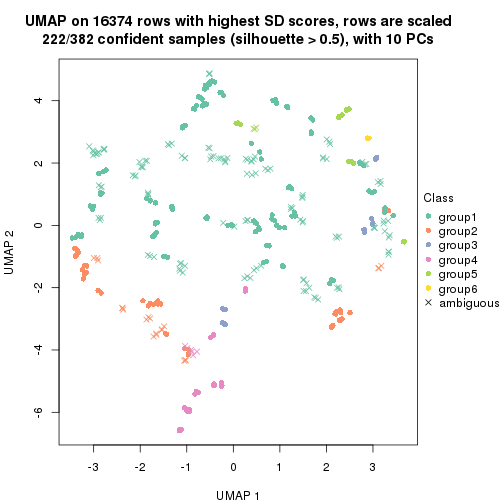 UMAP on 16374 rows with highest SD scores, rows are scaled
222/382 confident samples (silhouette > 0.5), with 10 PCs
4
2
0
-2
-4
-6
UMAP 2
-3
-2
-1
0
1
2
3
UMAP 1
Class
group1
group2
group3
group4
group5
group6
ambiguous